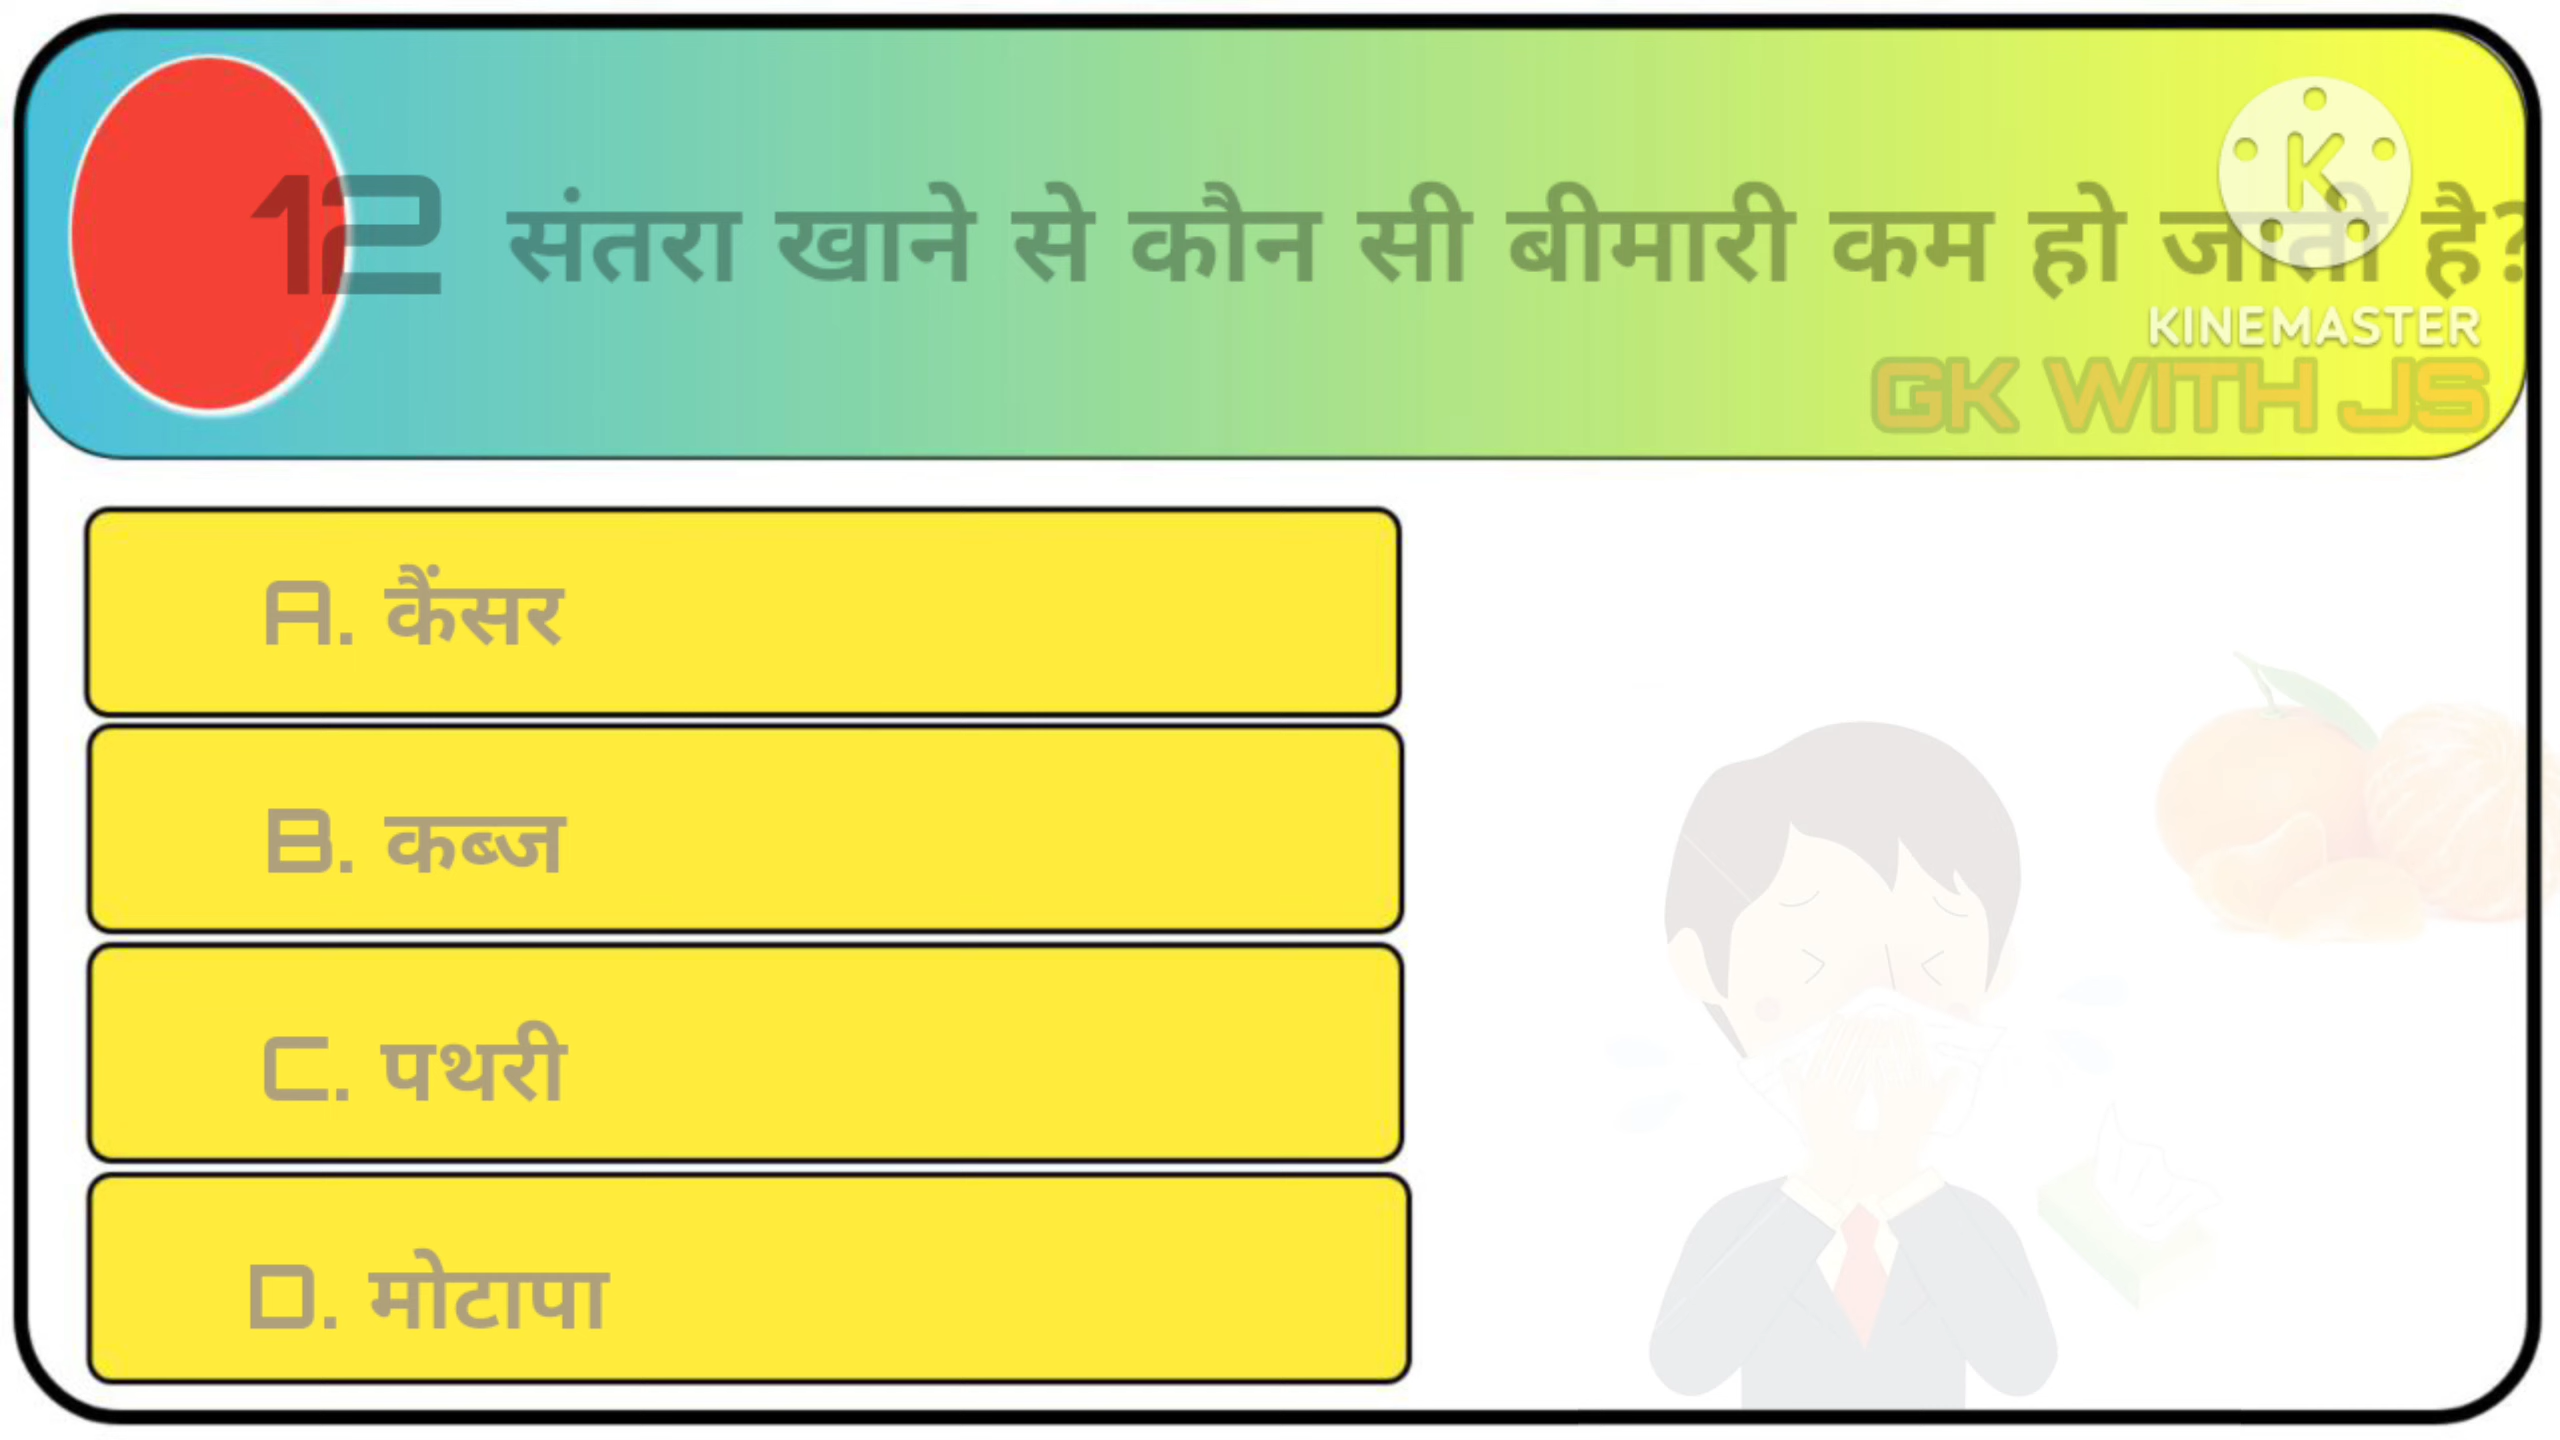 12 संतरा खाने से कौन सी बीमारी कम हो जाती है?
KINEMASTER
GK WITH JS
A. कैंसर
B. कब्ज
C. पथरी
D. मोटापा